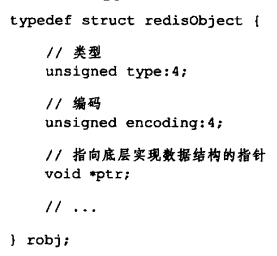 typedef struct redisObject {
// 类型
unsigned type:4;
// 编码
unsigned encoding:4;
// 指向底层实现数据结构的指针
void *ptr;
// ...
} robj;